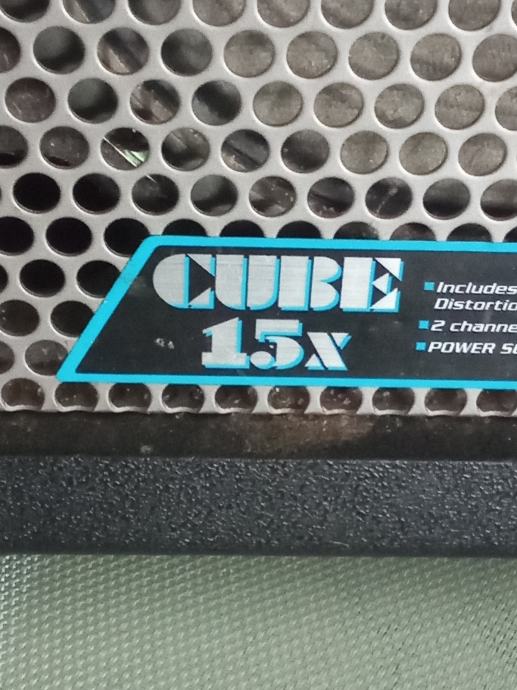 CUBE
15x
Includes
Distortio
2 channe
POWER S